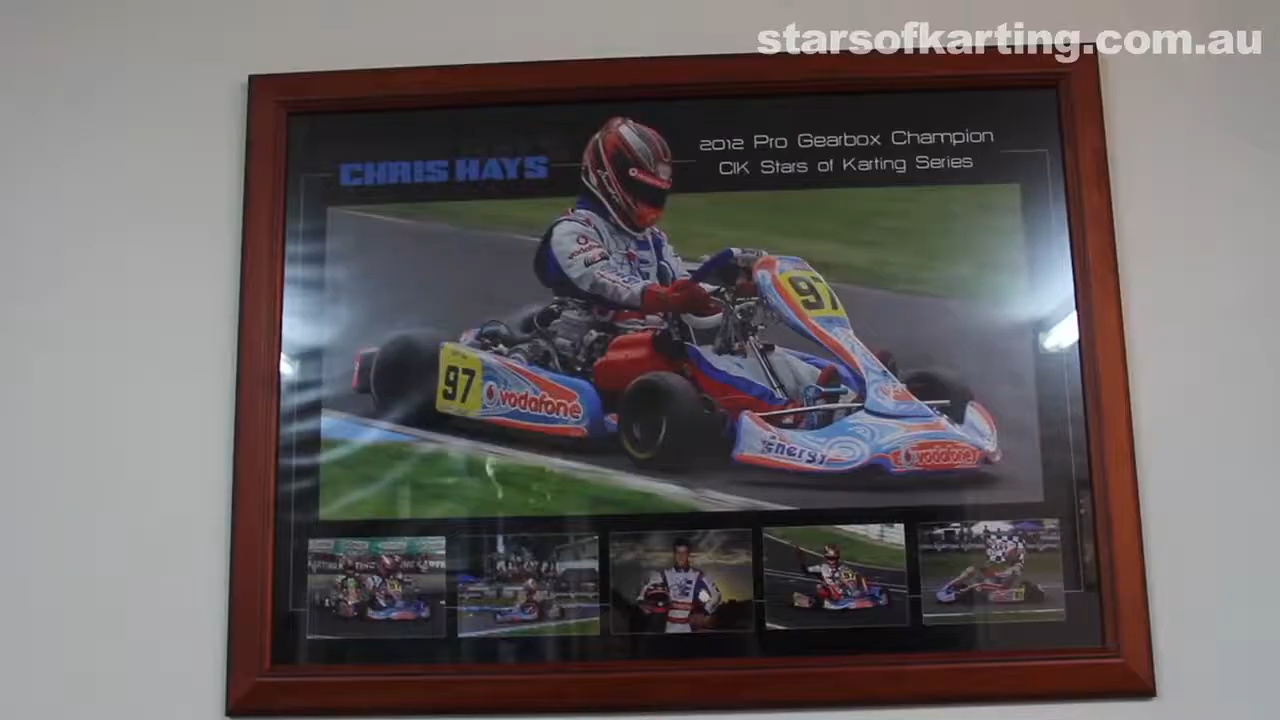 starsofkarting.com.au
2012 Pro Gearbox Champion
CHRIS HAYS
CIK Stars of Karting Series
vodafone
97
97
vodafone
Energy
vodafone